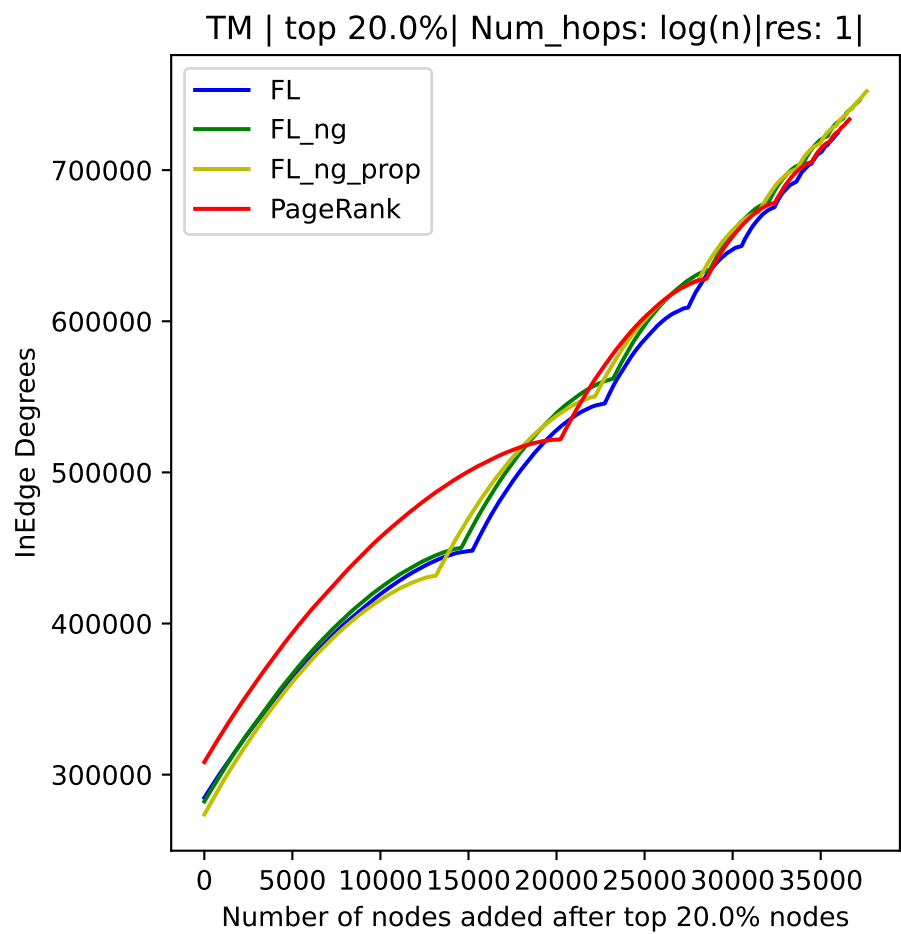 TM | top 20.0%| Num_hops: log(n)|res: 1|
FL
FL_ng
FL_ng_prop
PageRank
700000
600000
500000
400000
300000
InEdge Degrees
0 5000 10000 15000 20000 25000 30000 35000
Number of nodes added after top 20.0% nodes